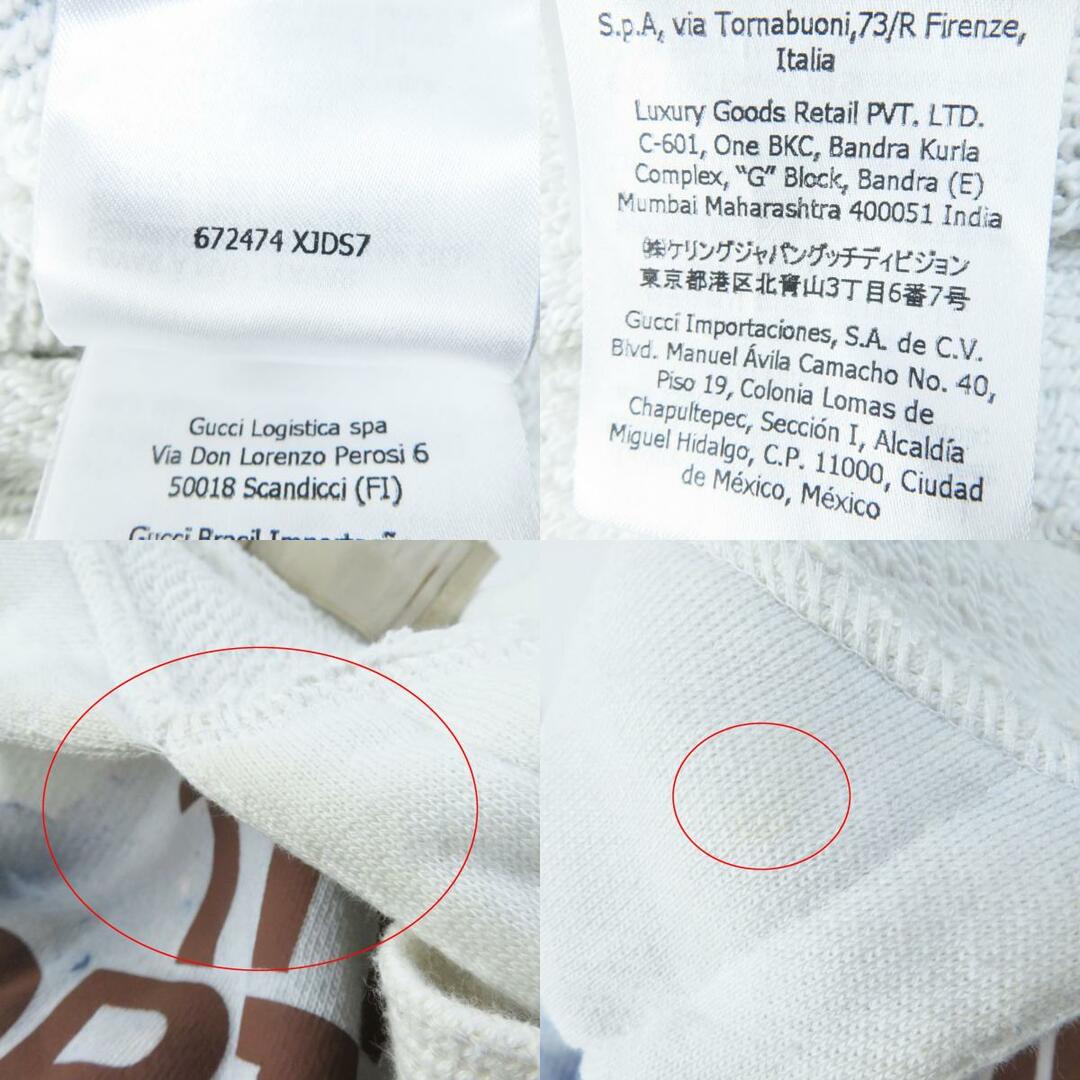 672474 XJDS7
Gucci Logistica spa
Via Don Lorenzo Perosi 6
50018 Scandicci (FI)
Gucci Brasil
S.p.A, via Tornabuoni,73/R Firenze,
Italia
Luxury Goods Retail PVT. LTD.
C-601, One BKC, Bandra Kurla
Complex, "G" Block, Bandra (E)
Mumbai Maharashtra 400051 India
㈱ケリングジャパングッチディビジョン
東京都港区北青山3丁目6番7号
Gucci Importaciones, S.A. de C.V.
Blvd. Manuel Ávila Camacho No. 40,
Piso 19, Colonia Lomas de
Chapultepec, Sección I, Alcaldía
Miguel Hidalgo, C.P. 11000, Ciudad
de México, México